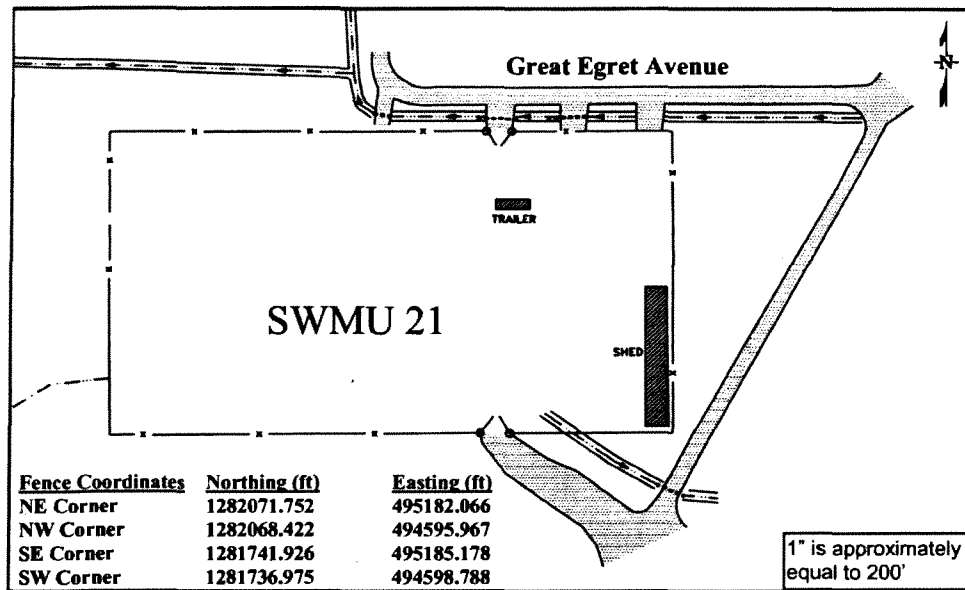 Great Egret Avenue
N
TRAILER
SWMU 21
SHED
Fence Coordinates Northing (ft) Easting (ft)
NE Corner 1282071.752 495182.066
NW Corner 1282068.422 494595.967
SE Corner 1281741.926 495185.178
SW Corner 1281736.975 494598.788
1" is approximately
equal to 200'